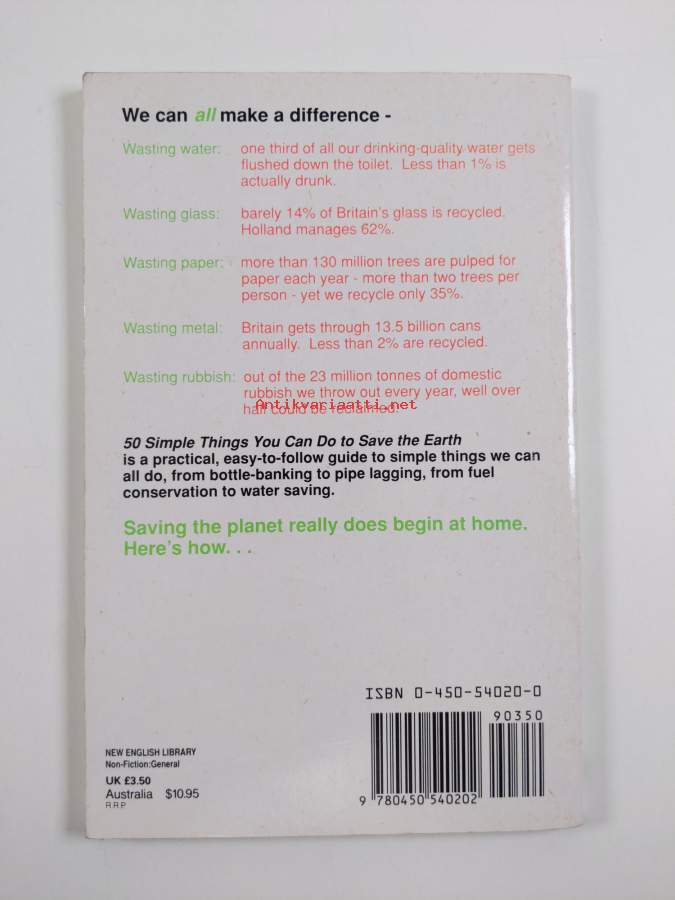 We can all make a difference -
Wasting water: one third of all our drinking-quality water gets
flushed down the toilet. Less than 1% is
actually drunk.
Wasting glass: barely 14% of Britain's glass is recycled.
Holland manages 62%.
Wasting paper: more than 130 million trees are pulped for
paper each year - more than two trees per
person - yet we recycle only 35%.
Wasting metal: Britain gets through 13.5 billion cans
annually. Less than 2% are recycled.
Wasting rubbish: out of the 23 million tonnes of domestic
rubbish we throw out every year, well over
half could be reclaimed.
Antikvariaatti.net
50 Simple Things You Can Do to Save the Earth
is a practical, easy-to-follow guide to simple things we can
all do, from bottle-banking to pipe lagging, from fuel
conservation to water saving.
Saving the planet really does begin at home.
Here's how. . .
ISBN 0-450-54020-0
90350
9 780450 540202
NEW ENGLISH LIBRARY
Non-Fiction:General
UK £3.50
Australia $10.95
R.R.P.